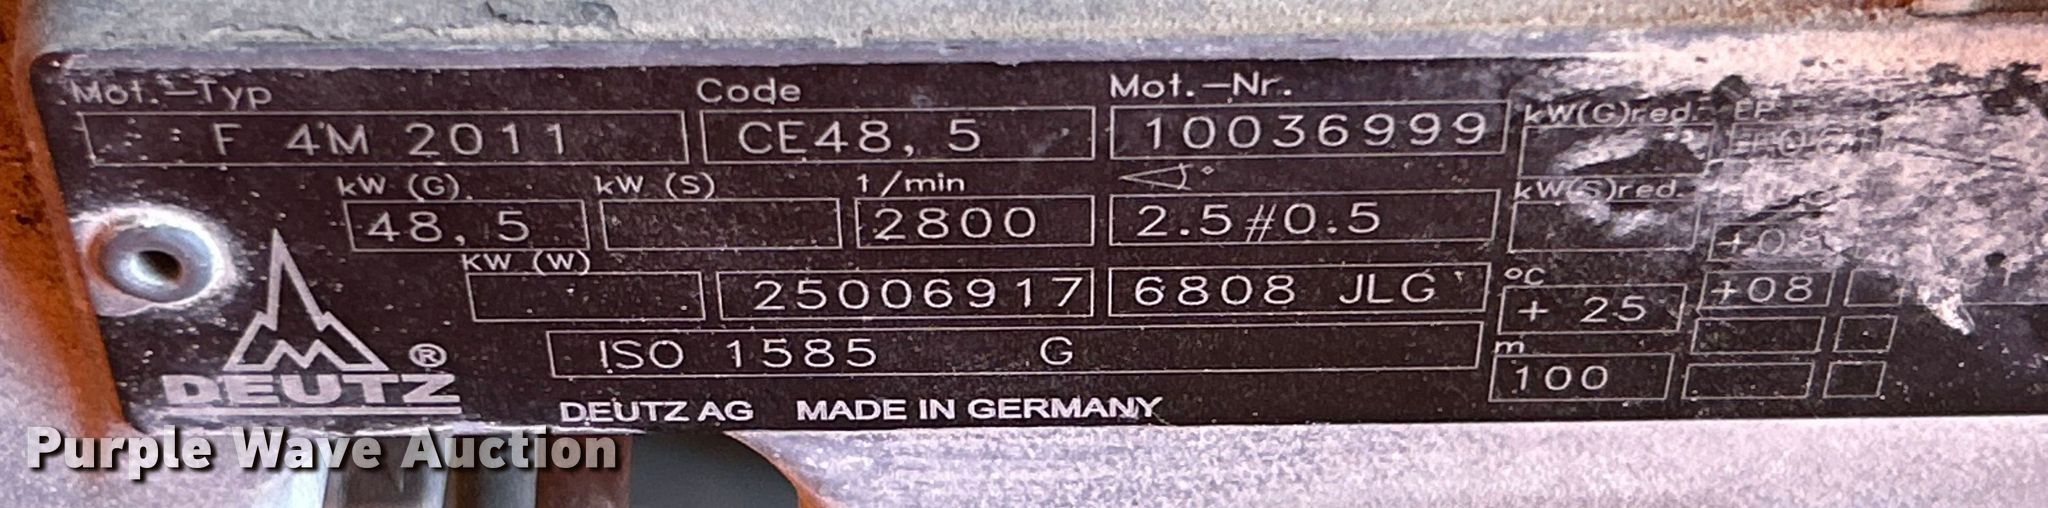 Mot.-Typ Code Mot.-Nr.
F 4M 2011 CE48,5 10036999 kW(G)red. EP
kW (G) kW (S) 1/min ° kW(S)red.
48,5 2800 2.5#0.5 +08
kW (W) °C
25006917 6808 JLG + 25 +08
ISO 1585 G m
100
DEUTZ ®
DEUTZ AG MADE IN GERMANY
Purple Wave Auction